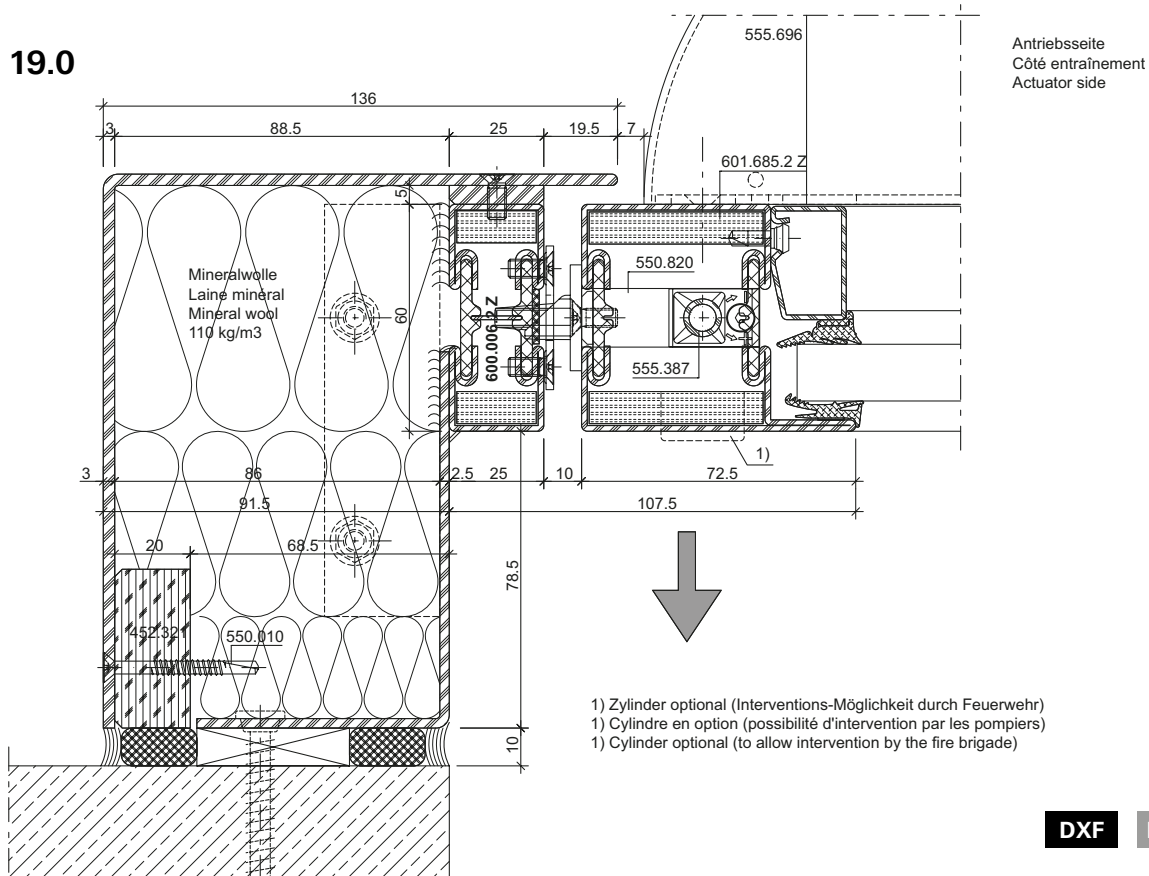 19.0
555.696
Antriebsseite
Côté entraînement
Actuator side
136
3
88.5
25
19.5
7
601.685.2 Z
5
550.820
Mineralwolle
Laine minéral
Mineral wool
110 kg/m3
60
600.006.2 Z
555.387
1)
3
86
2.5
25
10
72.5
91.5
107.5
20
68.5
78.5
452.321
550.010
10
1) Zylinder optional (Interventions-Möglichkeit durch Feuerwehr)
1) Cylindre en option (possibilité d'intervention par les pompiers)
1) Cylinder optional (to allow intervention by the fire brigade)
DXF